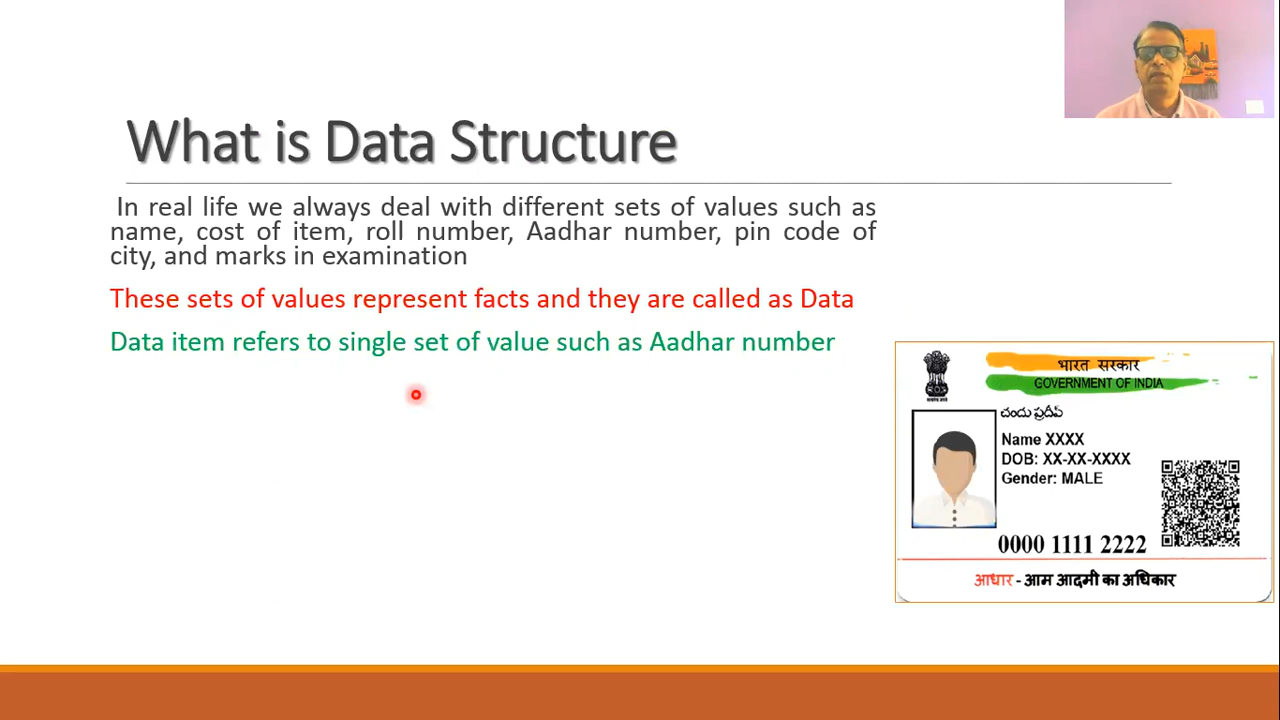 What is Data Structure
In real life we always deal with different sets of values such as
name, cost of item, roll number, Aadhar number, pin code of
city, and marks in examination
These sets of values represent facts and they are called as Data
Data item refers to single set of value such as Aadhar number
भारत सरकार
GOVERNMENT OF INDIA
చందు ప్రదీప్
Name XXXX
DOB: XX-XX-XXXX
Gender: MALE
0000 1111 2222
आधार - आम आदमी का अधिकार